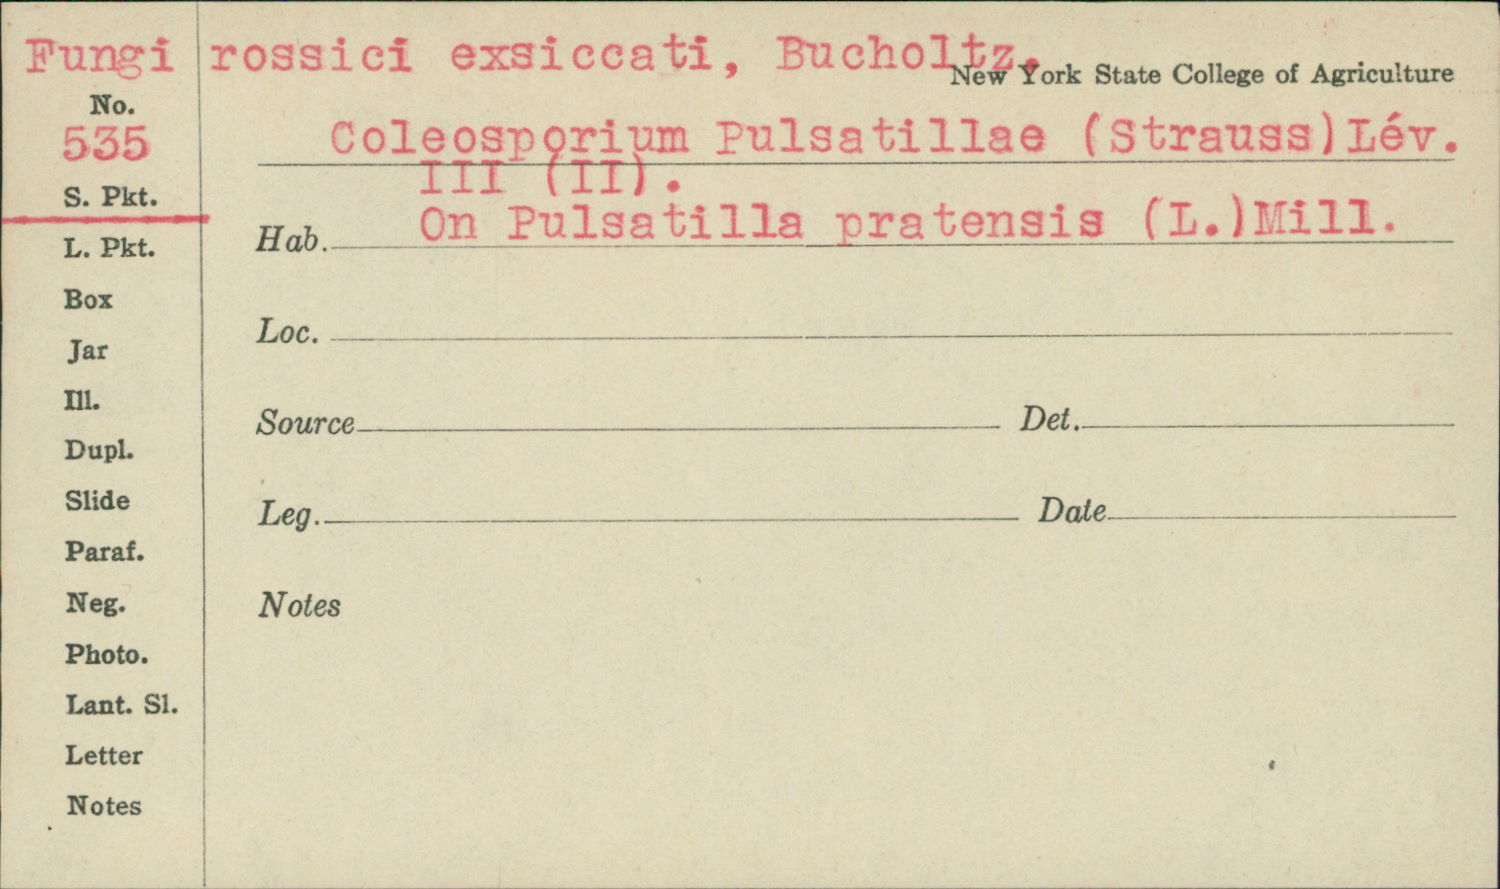 Fungi rossici exsiccati, Bucholtz.
New York State College of Agriculture
No.
535
Coleosporium Pulsatillae (Strauss)Lév.
III (II).
S. Pkt.
Hab. On Pulsatilla pratensis (L.)Mill.
L. Pkt.
Box
Loc.
Jar
Ill.
Source Det.
Dupl.
Slide
Leg. Date
Paraf.
Neg.
Notes
Photo.
Lant. Sl.
Letter
Notes